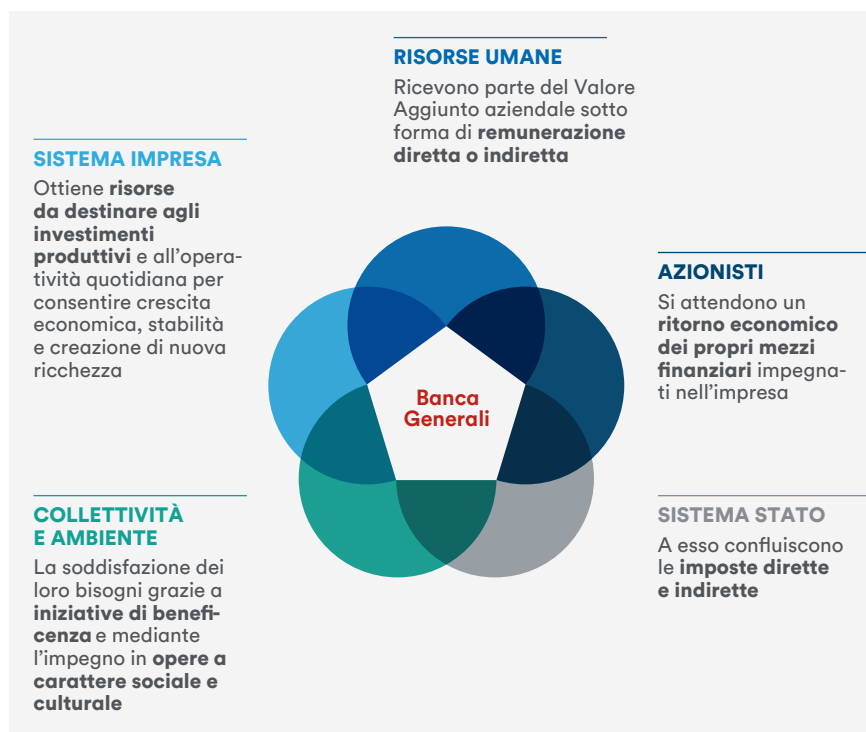 RISORSE UMANE
Ricevono parte del Valore
Aggiunto aziendale sotto
forma di remunerazione
diretta o indiretta
SISTEMA IMPRESA
Ottiene risorse
da destinare agli
investimenti
produttivi e all’opera-
tività quotidiana per
consentire crescita
economica, stabilità
e creazione di nuova
ricchezza
AZIONISTI
Si attendono un
ritorno economico
dei propri mezzi
finanziari impegna-
ti nell’impresa
Banca
Generali
COLLETTIVITÀ
E AMBIENTE
La soddisfazione dei
loro bisogni grazie a
iniziative di benefi-
cenza e mediante
l’impegno in opere a
carattere sociale e
culturale
SISTEMA STATO
A esso confluiscono
le imposte dirette
e indirette